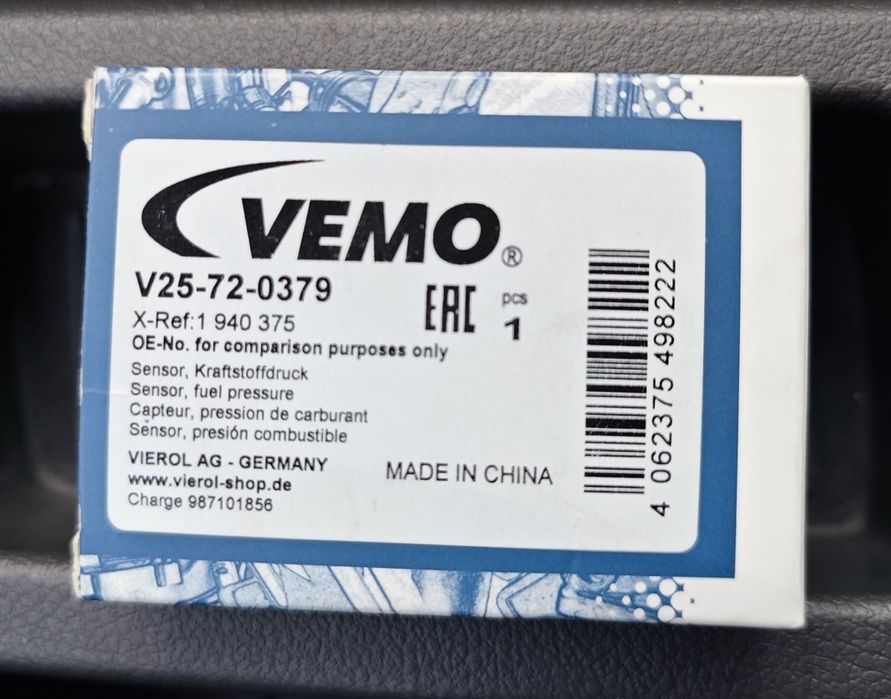 VEMO®
V25-72-0379
X-Ref:1 940 375
OE-No. for comparison purposes only
EAC
pcs
1
Sensor, Kraftstoffdruck
Sensor, fuel pressure
Capteur, pression de carburant
Sensor, presión combustible
VIEROL AG - GERMANY
www.vierol-shop.de
Charge 987101856
MADE IN CHINA
4 062375 498222